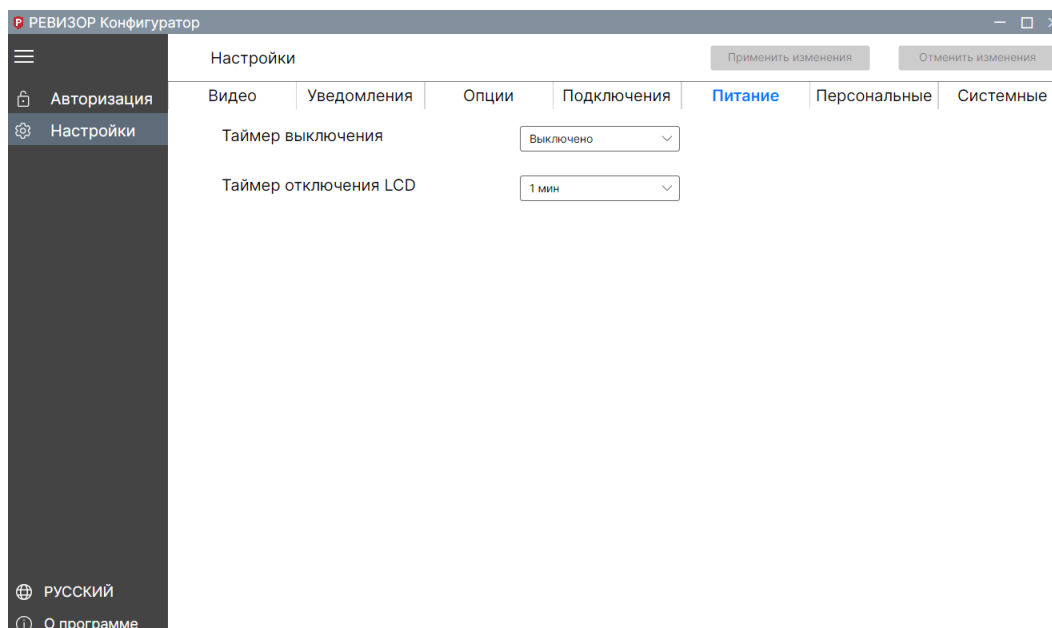 РЕВИЗОР Конфигуратор
Настройки
Применить изменения
Отменить изменения
Авторизация
Настройки
Видео
Уведомления
Опции
Подключения
Питание
Персональные
Системные
Таймер выключения
Выключено
Таймер отключения LCD
1 мин
РУССКИЙ
О программе